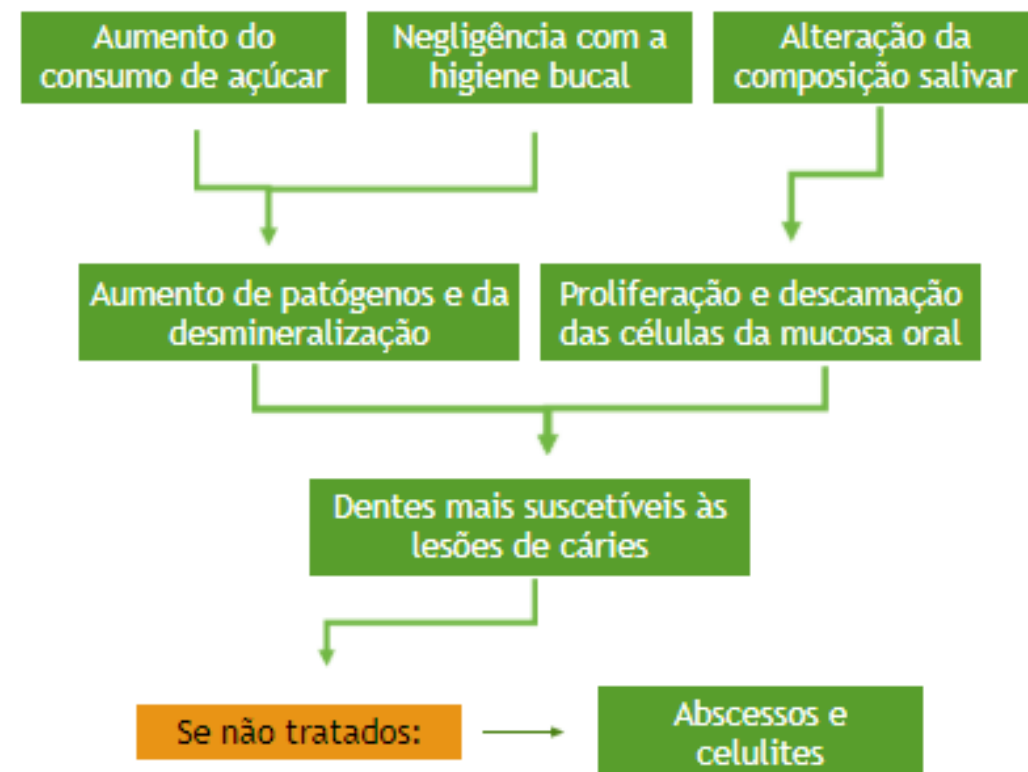 Aumento do
consumo de açúcar
Negligência com a
higiene bucal
Alteração da
composição salivar
Aumento de patógenos e da
desmineralização
Proliferação e descamação
das células da mucosa oral
Dentes mais suscetíveis às
lesões de cáries
Se não tratados:
Abscessos e
celulites